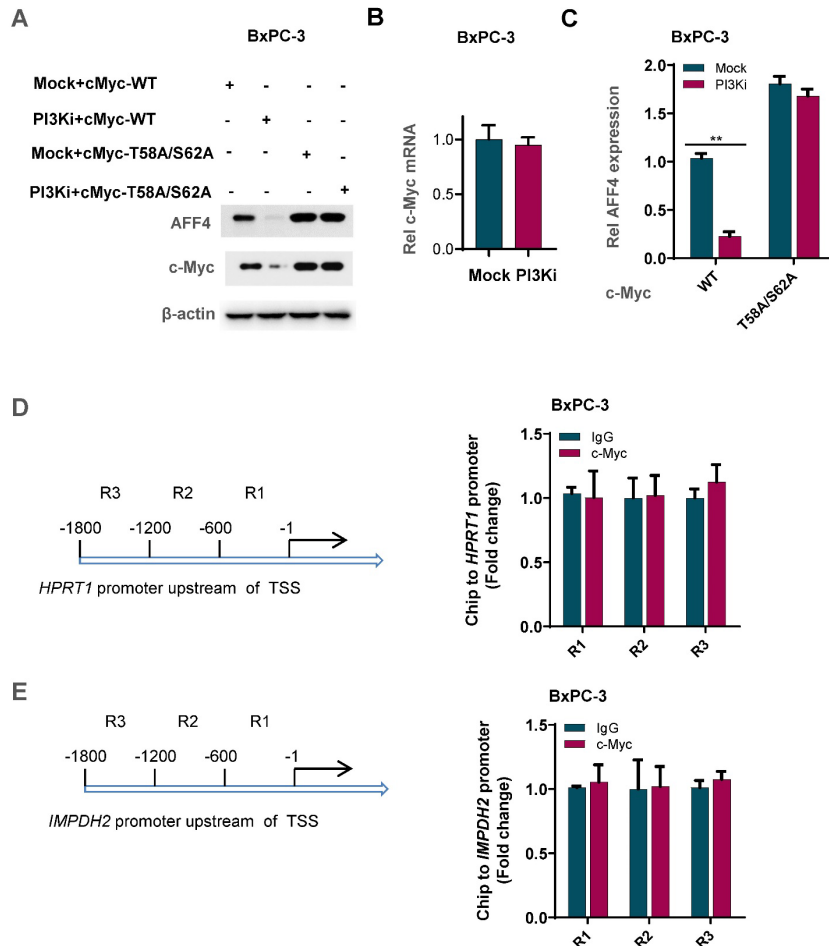 A
BxPC-3
Mock+cMyc-WT + - - -
PI3Ki+cMyc-WT - + - -
Mock+cMyc-T58A/S62A - - + -
PI3Ki+cMyc-T58A/S62A - - - +
AFF4
c-Myc
β-actin
B
BxPC-3
Rel c-Myc mRNA
1.0
0.5
0.0
Mock PI3Ki
C
BxPC-3
Mock
PI3Ki
Rel AFF4 expression
2.0
1.5
1.0
0.5
0.0
**
c-Myc
WT
T58A/S62A
D
R3 R2 R1
-1800 -1200 -600 -1
HPRT1 promoter upstream of TSS
BxPC-3
IgG
c-Myc
Chip to HPRT1 promoter
(Fold change)
1.5
1.0
0.5
0.0
R1 R2 R3
E
R3 R2 R1
-1800 -1200 -600 -1
IMPDH2 promoter upstream of TSS
BxPC-3
IgG
c-Myc
Chip to IMPDH2 promoter
(Fold change)
1.5
1.0
0.5
0.0
R1 R2 R3